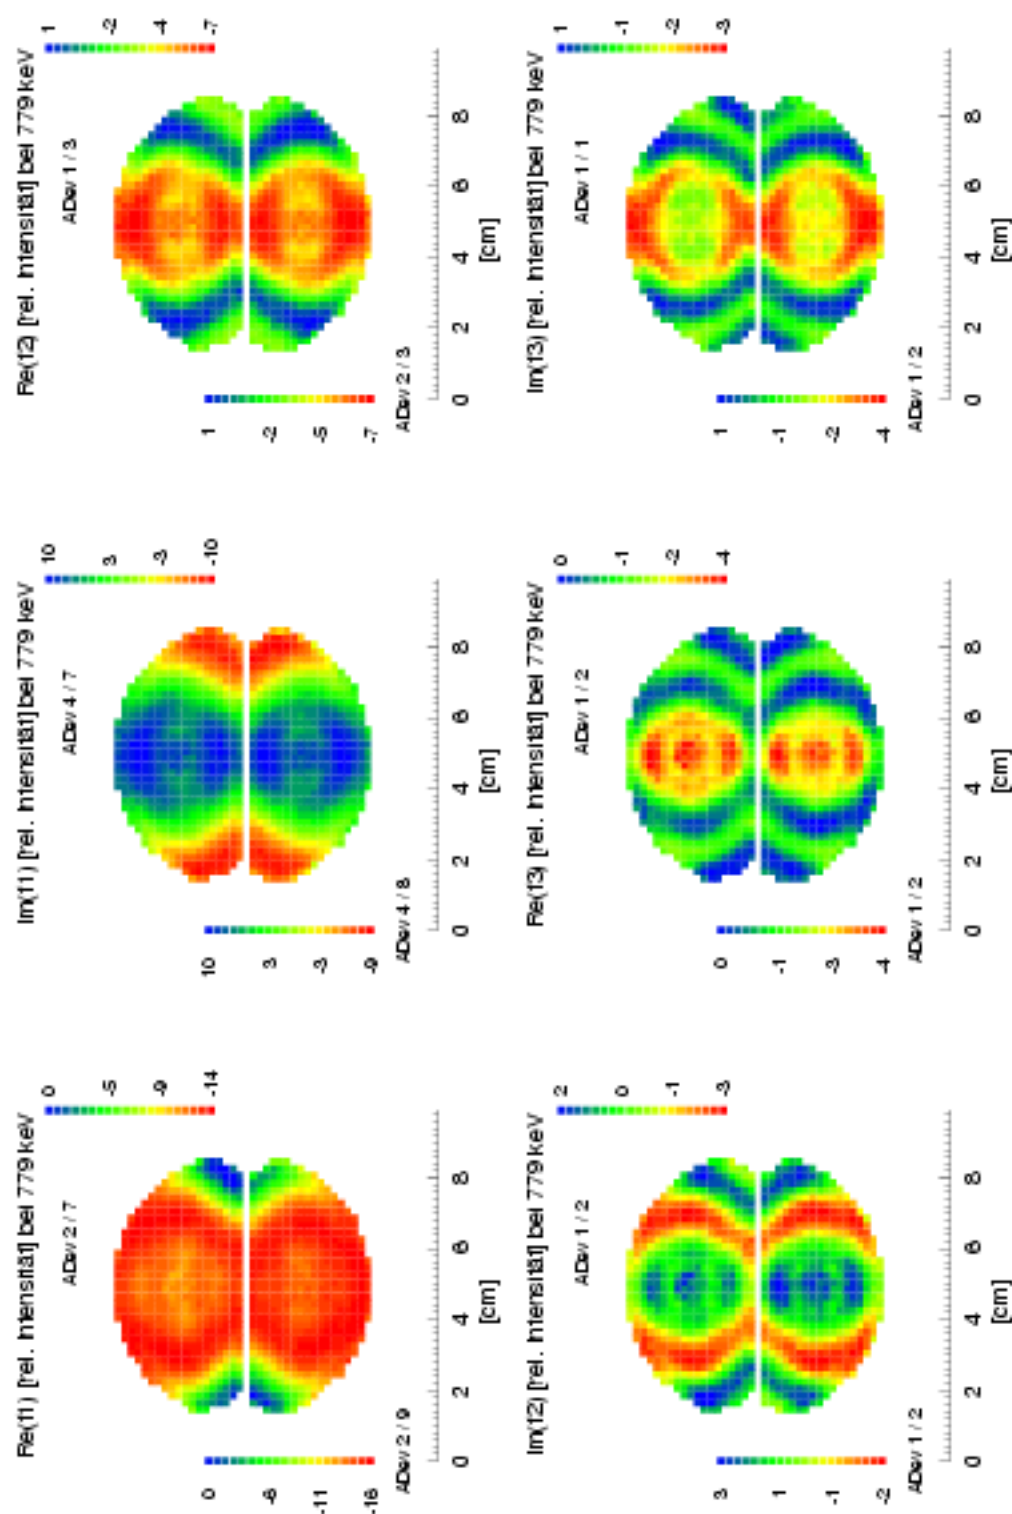 Re(f1) [rel. Intensität] bei 779 keV
0
-5
-9
-14
ADev 2 / 7
0
-6
-11
-16
ADev 2 / 9
0 2 4 6 8
[cm]
Im(f1) [rel. Intensität] bei 779 keV
10
3
-3
-10
ADev 4 / 7
10
3
-3
-9
ADev 4 / 8
0 2 4 6 8
[cm]
Re(f2) [rel. Intensität] bei 779 keV
1
-2
-4
-7
ADev 1 / 3
1
-2
-5
-7
ADev 2 / 3
0 2 4 6 8
[cm]
Im(f2) [rel. Intensität] bei 779 keV
2
0
-1
-3
ADev 1 / 2
3
1
-1
-2
ADev 1 / 2
0 2 4 6 8
[cm]
Re(f3) [rel. Intensität] bei 779 keV
0
-1
-2
-4
ADev 1 / 2
0
-1
-3
-4
ADev 1 / 2
0 2 4 6 8
[cm]
Im(f3) [rel. Intensität] bei 779 keV
1
-1
-2
-3
ADev 1 / 1
1
-1
-2
-4
ADev 1 / 2
0 2 4 6 8
[cm]